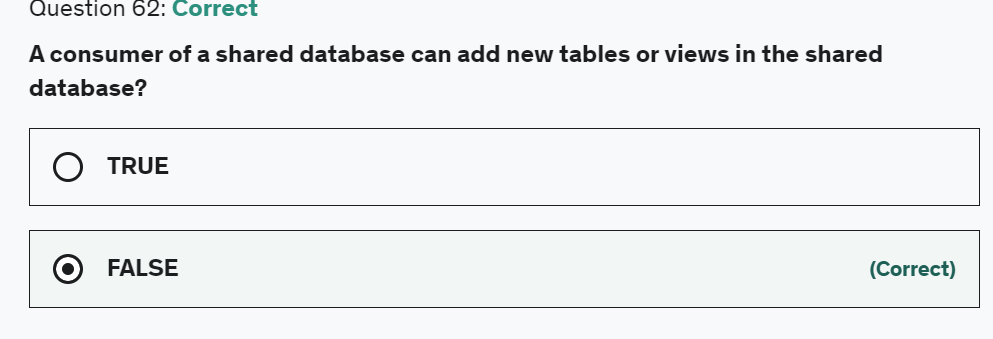 Question 62: Correct
A consumer of a shared database can add new tables or views in the shared
database?
TRUE
FALSE (Correct)